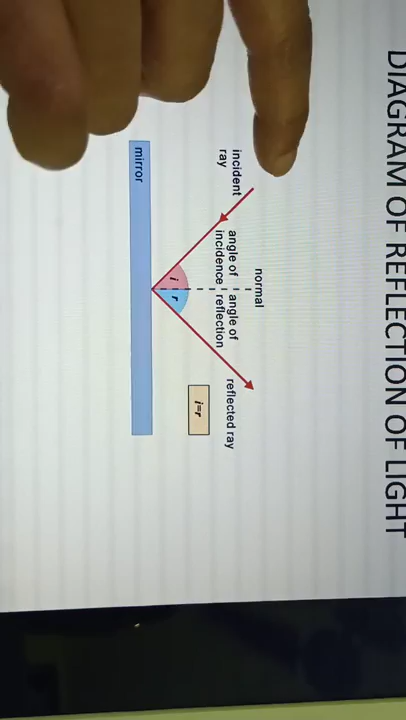 DIAGRAM OF REFLECTION OF LIGHT
normal
incident
ray
angle of
incidence
angle of
reflection
reflected ray
i
r
i=r
mirror